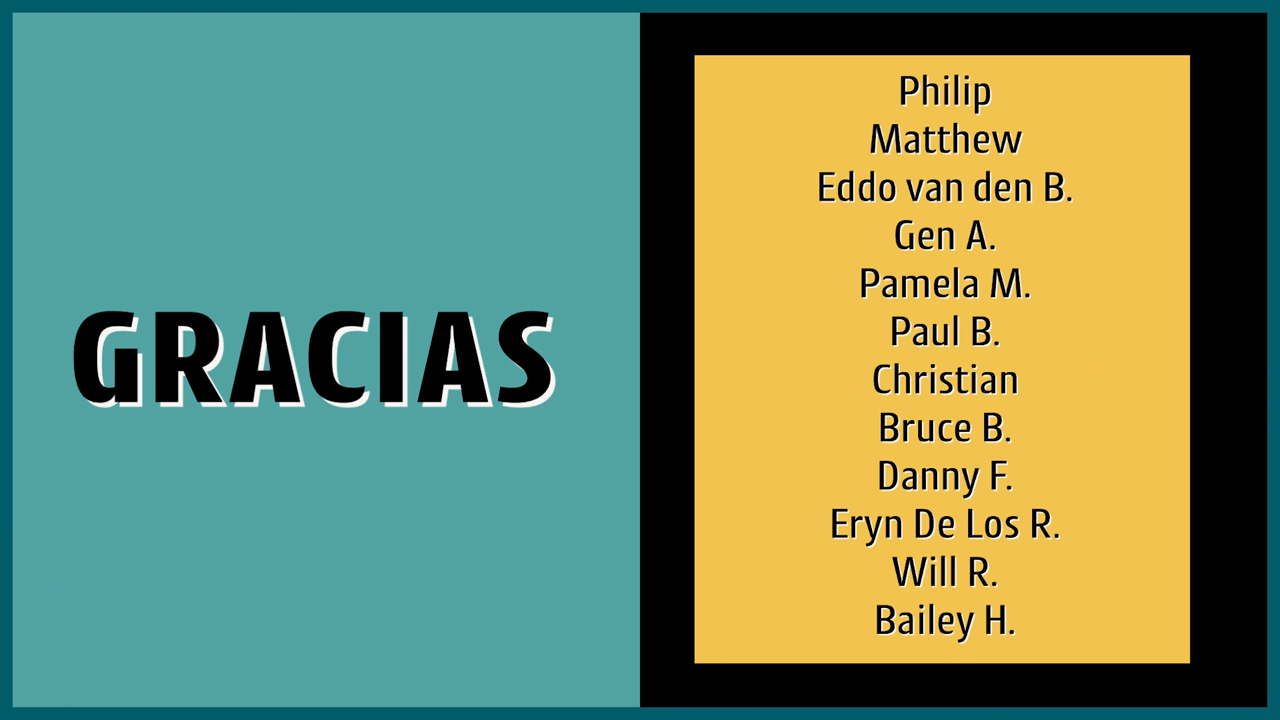 GRACIAS
Philip
Matthew
Eddo van den B.
Gen A.
Pamela M.
Paul B.
Christian
Bruce B.
Danny F.
Eryn De Los R.
Will R.
Bailey H.